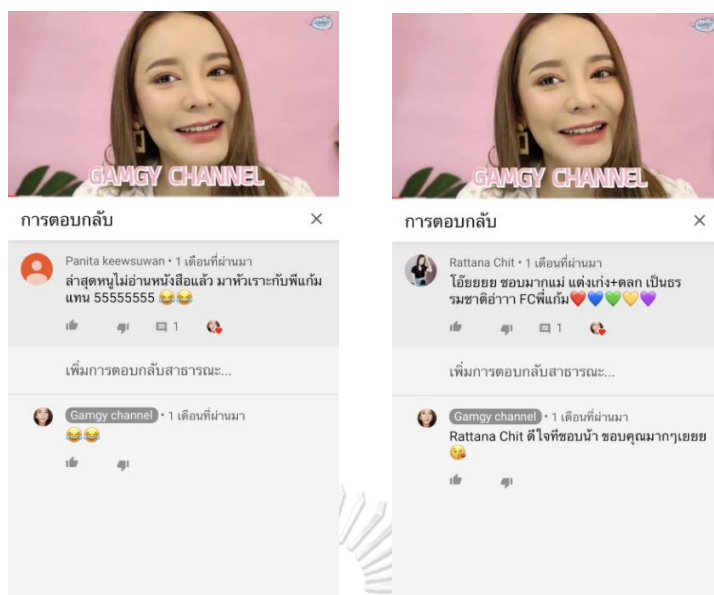 GAMGY CHANNEL
การตอบกลับ
Panita keewsuwan • 1 เดือนที่ผ่านมา
ล่าสุดหนูไม่อ่านหนังสือแล้ว มาหัวเราะกับพี่แก้ม
แทน 55555555 😂😂
1
เพิ่มการตอบกลับสาธารณะ...
Gamgy channel • 1 เดือนที่ผ่านมา
😂😂
GAMGY CHANNEL
การตอบกลับ
Rattana Chit • 1 เดือนที่ผ่านมา
โอ๊ยยยย ชอบมากแม่ แต่งเก่ง+ตลก เป็นธร
รมชาติอ่าาา FCพี่แก้ม❤️💙💚💛💜
1
เพิ่มการตอบกลับสาธารณะ...
Gamgy channel • 1 เดือนที่ผ่านมา
Rattana Chit ดีใจที่ชอบน้า ขอบคุณมากๆเยยย
😘